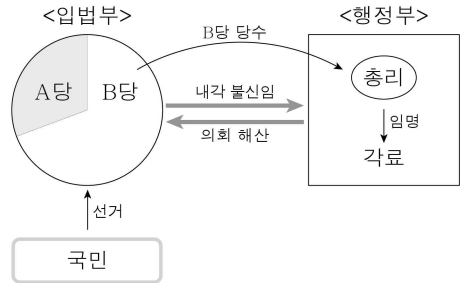 <입법부>
<행정부>
B당 당수
A당
B당
총리
내각 불신임
의회 해산
임명
각료
선거
국민